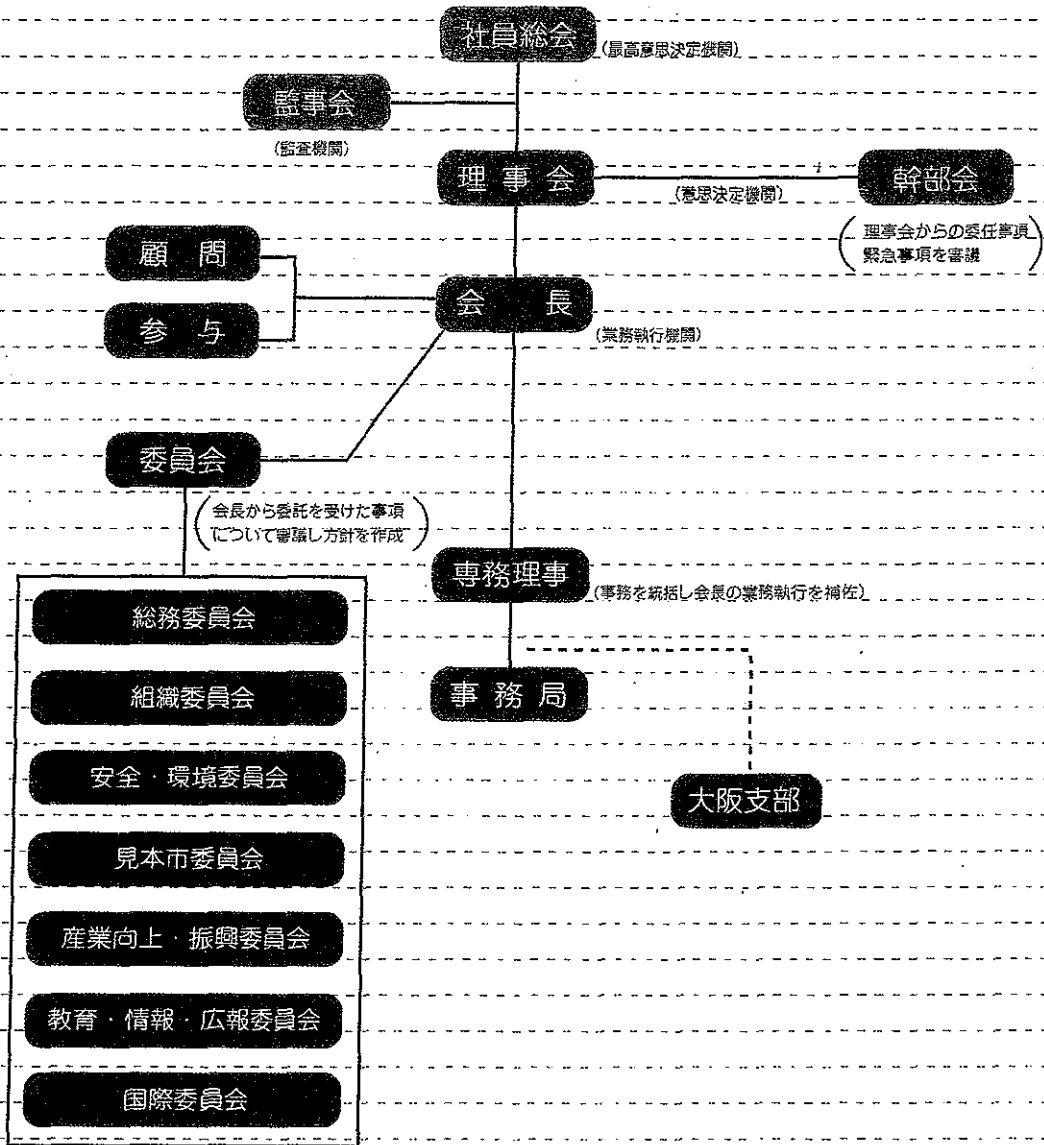 社員総会
(最高意思決定機関)
監事会
(監査機関)
理事会
(意思決定機関)
幹部会
(理事会からの委任事項
緊急事項を審議)
顧問
参与
会長
(業務執行機関)
委員会
(会長から委託を受けた事項
について審議し方針を作成)
専務理事
(事務を統括し会長の業務執行を補佐)
事務局
大阪支部
総務委員会
組織委員会
安全・環境委員会
見本市委員会
産業向上・振興委員会
教育・情報・広報委員会
国際委員会